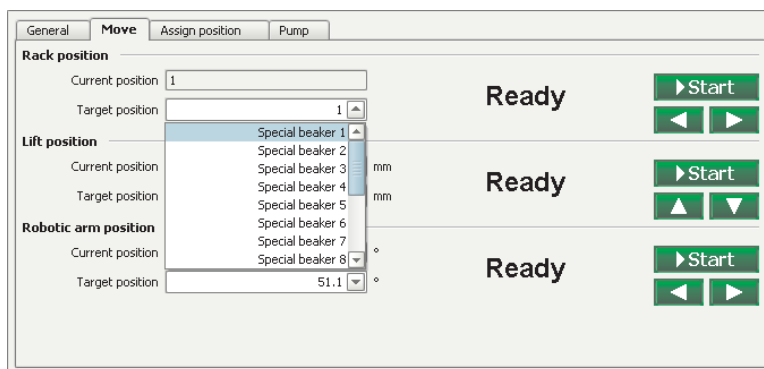 General Move Assign position Pump
Rack position
Current position 1
Target position 1
Ready
Start
Special beaker 1
Special beaker 2
Special beaker 3
Special beaker 4
Special beaker 5
Special beaker 6
Special beaker 7
Special beaker 8
Lift position
Current position mm
Target position mm
Ready
Start
Robotic arm position
Current position °
Target position 51.1 °
Ready
Start